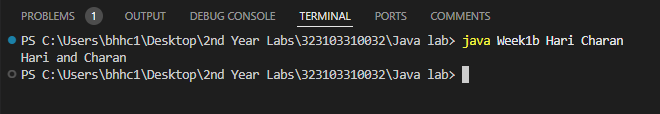 PROBLEMS 1 OUTPUT DEBUG CONSOLE TERMINAL PORTS COMMENTS
PS C:\Users\bhhc1\Desktop\2nd Year Labs\323103310032\Java lab> java Week1b Hari Charan
Hari and Charan
PS C:\Users\bhhc1\Desktop\2nd Year Labs\323103310032\Java lab>